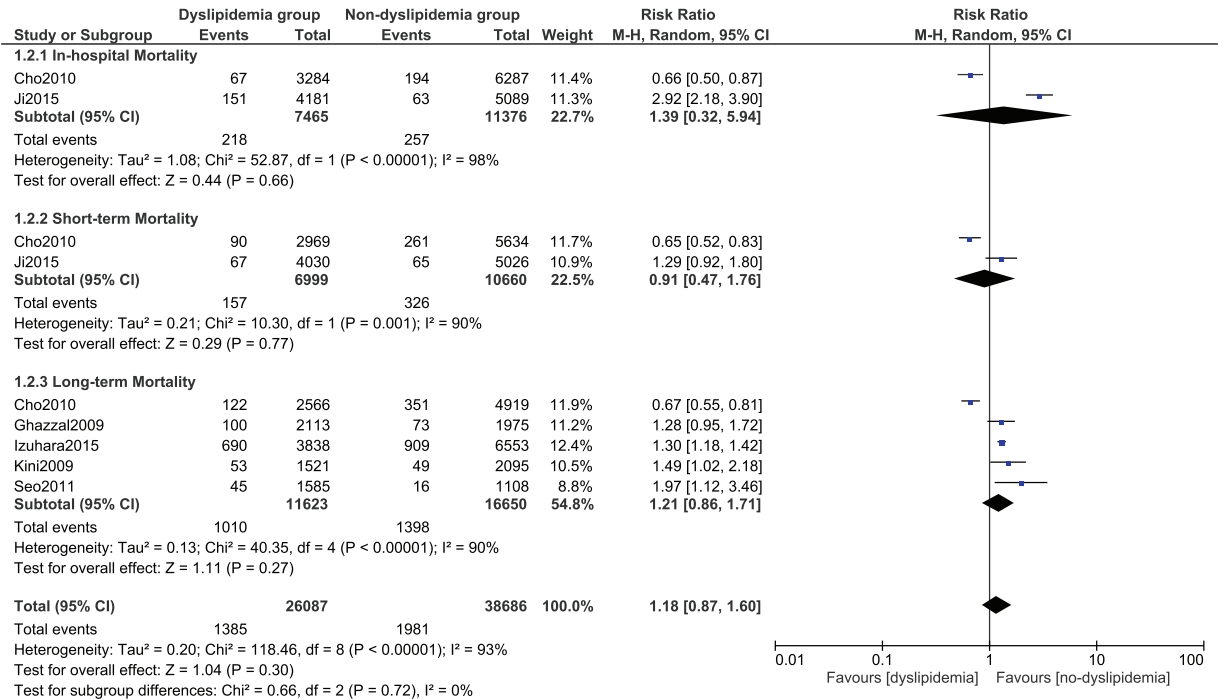 Dyslipidemia group Non-dyslipidemia group Risk Ratio Risk Ratio
Study or Subgroup Events Total Events Total Weight M-H, Random, 95% CI M-H, Random, 95% CI
1.2.1 In-hospital Mortality
Cho2010 67 3284 194 6287 11.4% 0.66 [0.50, 0.87]
Ji2015 151 4181 63 5089 11.3% 2.92 [2.18, 3.90]
Subtotal (95% CI) 7465 11376 22.7% 1.39 [0.32, 5.94]
Total events 218 257
Heterogeneity: Tau² = 1.08; Chi² = 52.87, df = 1 (P < 0.00001); I² = 98%
Test for overall effect: Z = 0.44 (P = 0.66)
1.2.2 Short-term Mortality
Cho2010 90 2969 261 5634 11.7% 0.65 [0.52, 0.83]
Ji2015 67 4030 65 5026 10.9% 1.29 [0.92, 1.80]
Subtotal (95% CI) 6999 10660 22.5% 0.91 [0.47, 1.76]
Total events 157 326
Heterogeneity: Tau² = 0.21; Chi² = 10.30, df = 1 (P = 0.001); I² = 90%
Test for overall effect: Z = 0.29 (P = 0.77)
1.2.3 Long-term Mortality
Cho2010 122 2566 351 4919 11.9% 0.67 [0.55, 0.81]
Ghazzal2009 100 2113 73 1975 11.2% 1.28 [0.95, 1.72]
Izuhara2015 690 3838 909 6553 12.4% 1.30 [1.18, 1.42]
Kini2009 53 1521 49 2095 10.5% 1.49 [1.02, 2.18]
Seo2011 45 1585 16 1108 8.8% 1.97 [1.12, 3.46]
Subtotal (95% CI) 11623 16650 54.8% 1.21 [0.86, 1.71]
Total events 1010 1398
Heterogeneity: Tau² = 0.13; Chi² = 40.35, df = 4 (P < 0.00001); I² = 90%
Test for overall effect: Z = 1.11 (P = 0.27)
Total (95% CI) 26087 38686 100.0% 1.18 [0.87, 1.60]
Total events 1385 1981
Heterogeneity: Tau² = 0.20; Chi² = 118.46, df = 8 (P < 0.00001); I² = 93%
Test for overall effect: Z = 1.04 (P = 0.30)
Test for subgroup differences: Chi² = 0.66, df = 2 (P = 0.72), I² = 0%
0.01 0.1 1 10 100
Favours [dyslipidemia] Favours [no-dyslipidemia]